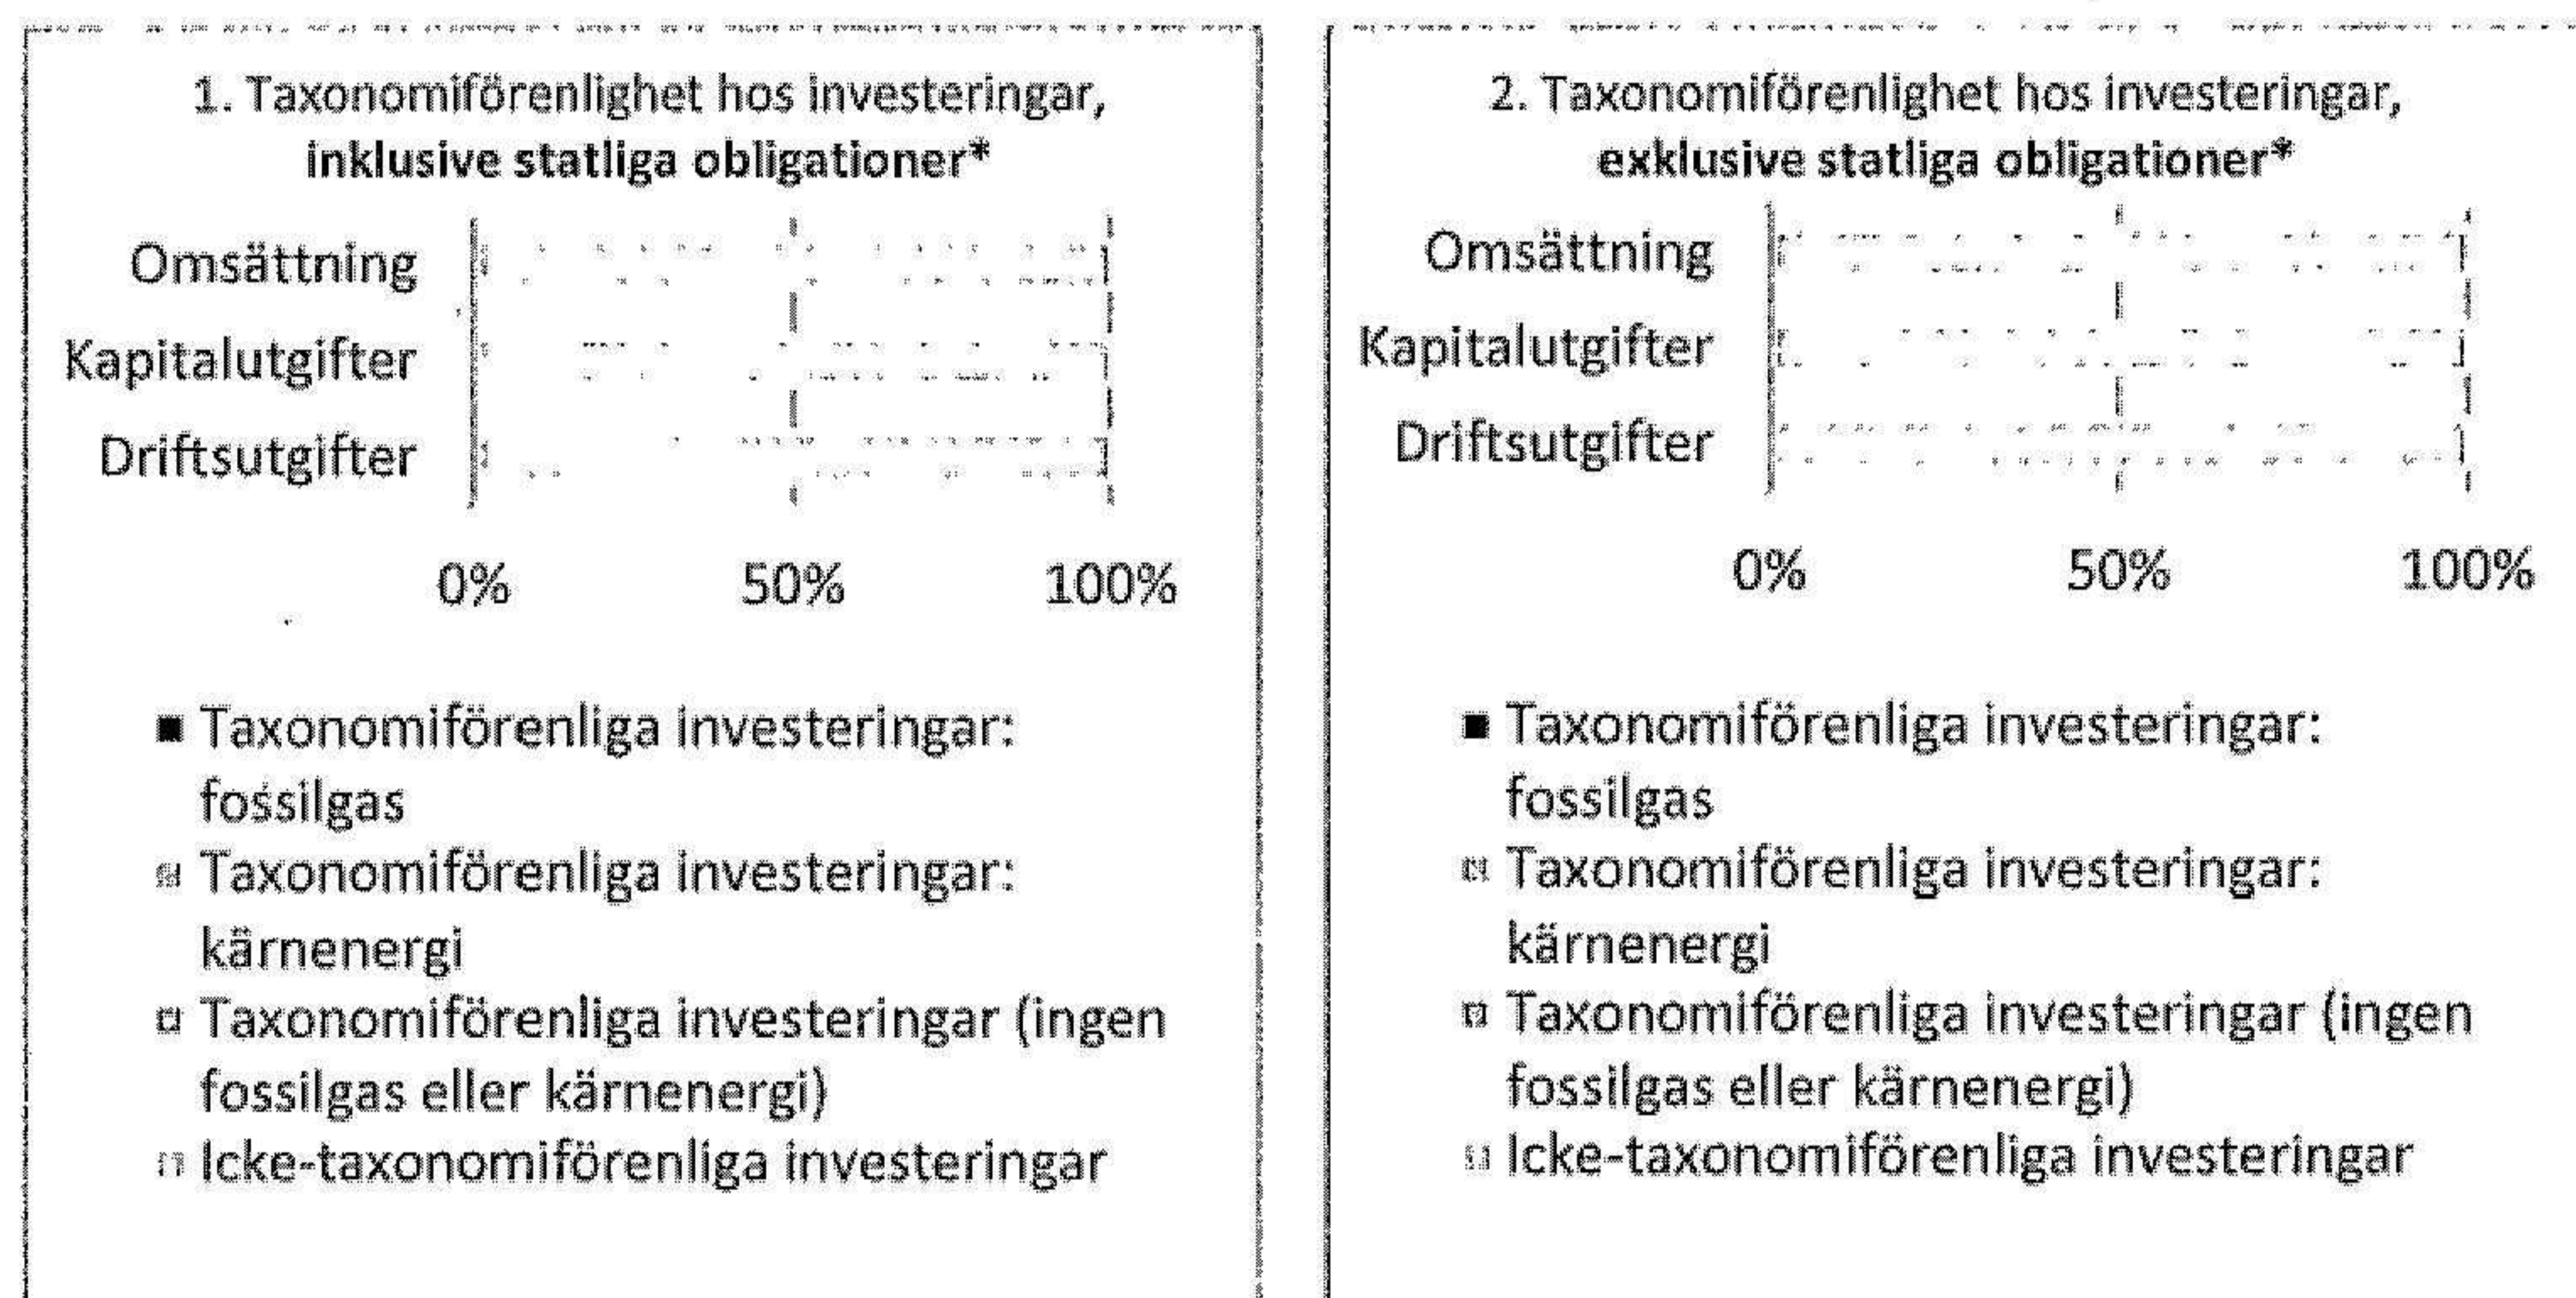 1. Taxonomiförenlighet hos investeringar,
inklusive statliga obligationer*
Omsättning
Kapitalutgifter
Driftsutgifter
0% 50% 100%
Taxonomiförenliga investeringar:
fossilgas
Taxonomiförenliga investeringar:
kärnenergi
Taxonomiförenliga investeringar (ingen
fossilgas eller kärnenergi)
Icke-taxonomiförenliga investeringar
2. Taxonomiförenlighet hos investeringar,
exklusive statliga obligationer*
Omsättning
Kapitalutgifter
Driftsutgifter
0% 50% 100%
Taxonomiförenliga investeringar:
fossilgas
Taxonomiförenliga investeringar:
kärnenergi
Taxonomiförenliga investeringar (ingen
fossilgas eller kärnenergi)
Icke-taxonomiförenliga investeringar